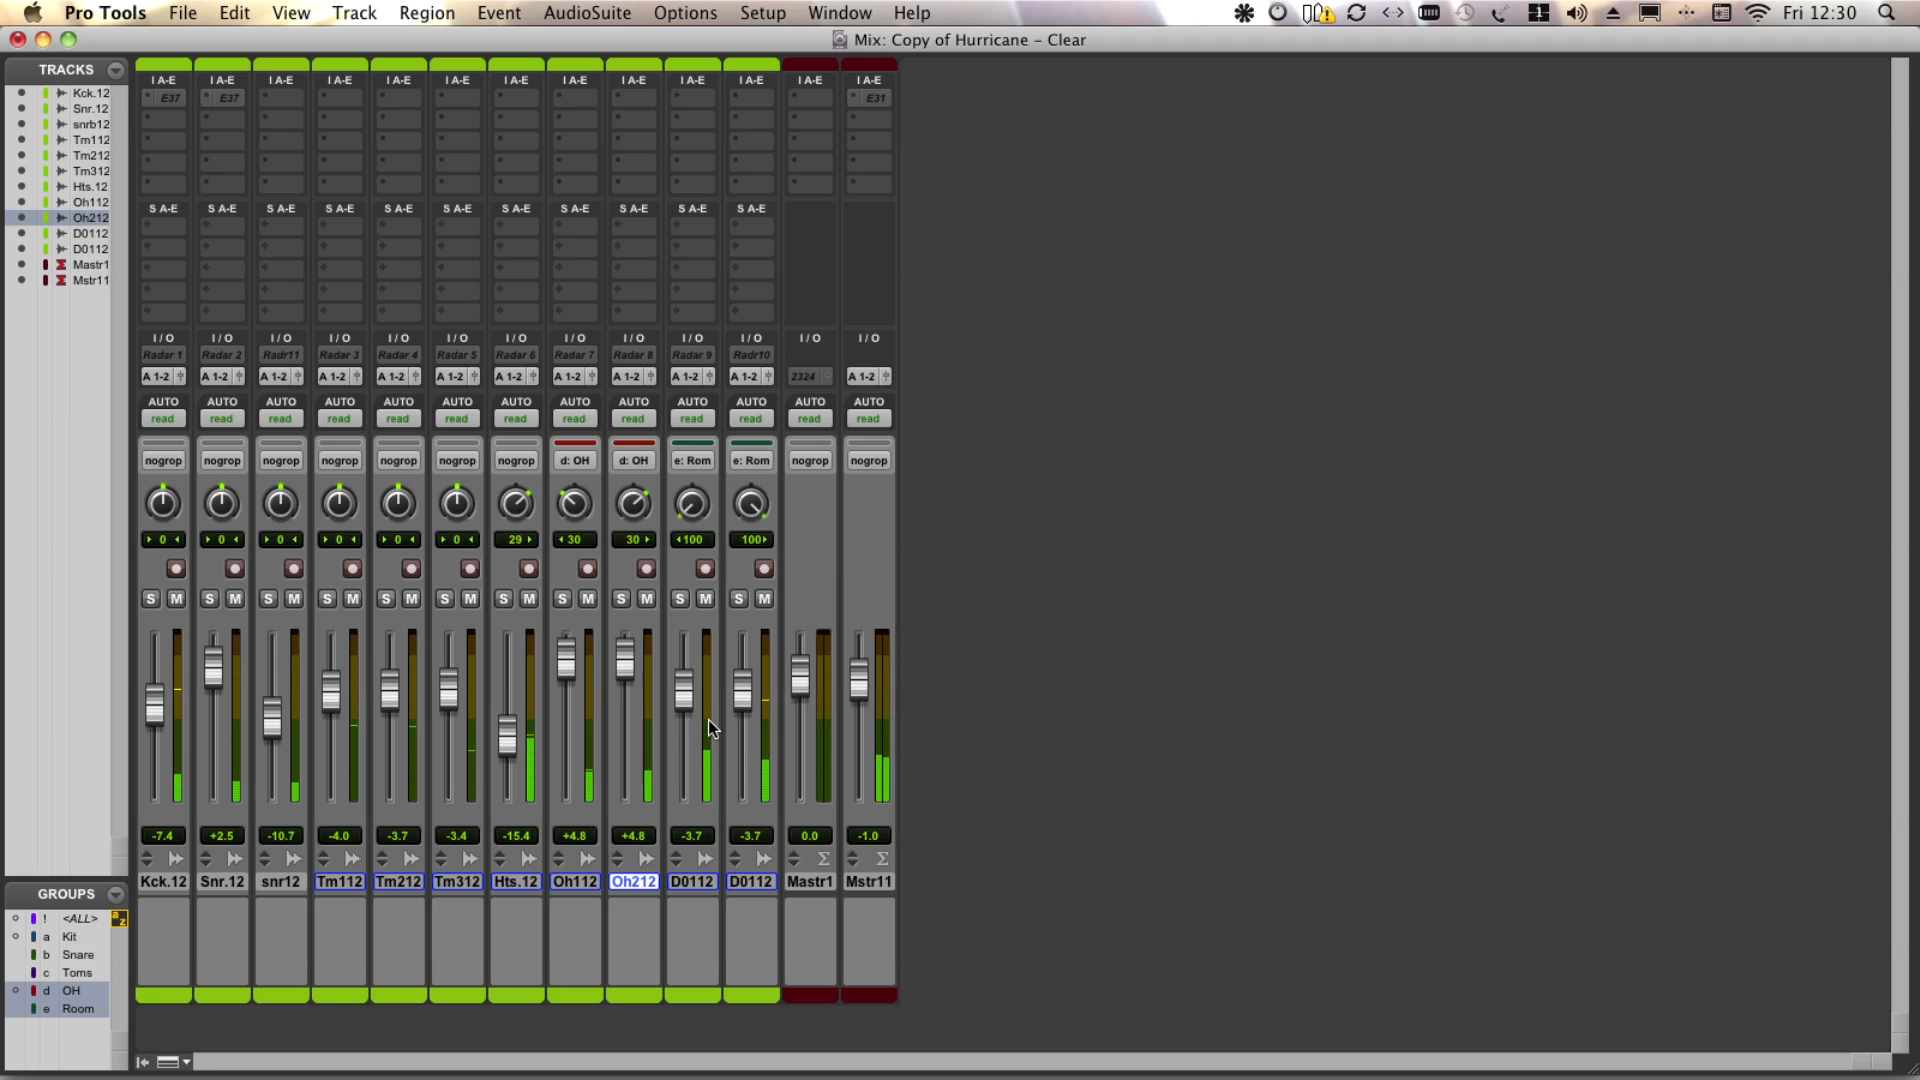 Pro Tools File Edit View Track Region Event AudioSuite Options Setup Window Help 1 Fri 12:30
Mix: Copy of Hurricane – Clear
TRACKS
Kck.12
Snr.12
snrb12
Tm112
Tm212
Tm312
Hts.12
Oh112
Oh212
D0112
D0112
Mastr1
Mstr11
I A-E I A-E I A-E I A-E I A-E I A-E I A-E I A-E I A-E I A-E I A-E I A-E I A-E
E37 E37 E31
S A-E S A-E S A-E S A-E S A-E S A-E S A-E S A-E S A-E S A-E S A-E
I / O I / O I / O I / O I / O I / O I / O I / O I / O I / O I / O I / O I / O
Radar 1 Radar 2 Radr11 Radar 3 Radar 4 Radar 5 Radar 6 Radar 7 Radar 8 Radar 9 Radr10
A 1-2 A 1-2 A 1-2 A 1-2 A 1-2 A 1-2 A 1-2 A 1-2 A 1-2 A 1-2 A 1-2 2324 A 1-2
AUTO AUTO AUTO AUTO AUTO AUTO AUTO AUTO AUTO AUTO AUTO AUTO AUTO
read read read read read read read read read read read read read
nogrop nogrop nogrop nogrop nogrop nogrop nogrop d: OH d: OH e: Rom e: Rom nogrop nogrop
0 0 0 0 0 0 29 30 30 100 100
S M S M S M S M S M S M S M S M S M S M S M
-7.4 +2.5 -10.7 -4.0 -3.7 -3.4 -15.4 +4.8 +4.8 -3.7 -3.7 0.0 -1.0
Kck.12 Snr.12 snr12 Tm112 Tm212 Tm312 Hts.12 Oh112 Oh212 D0112 D0112 Mastr1 Mstr11
GROUPS
! <ALL> a z
a Kit
b Snare
c Toms
d OH
e Room